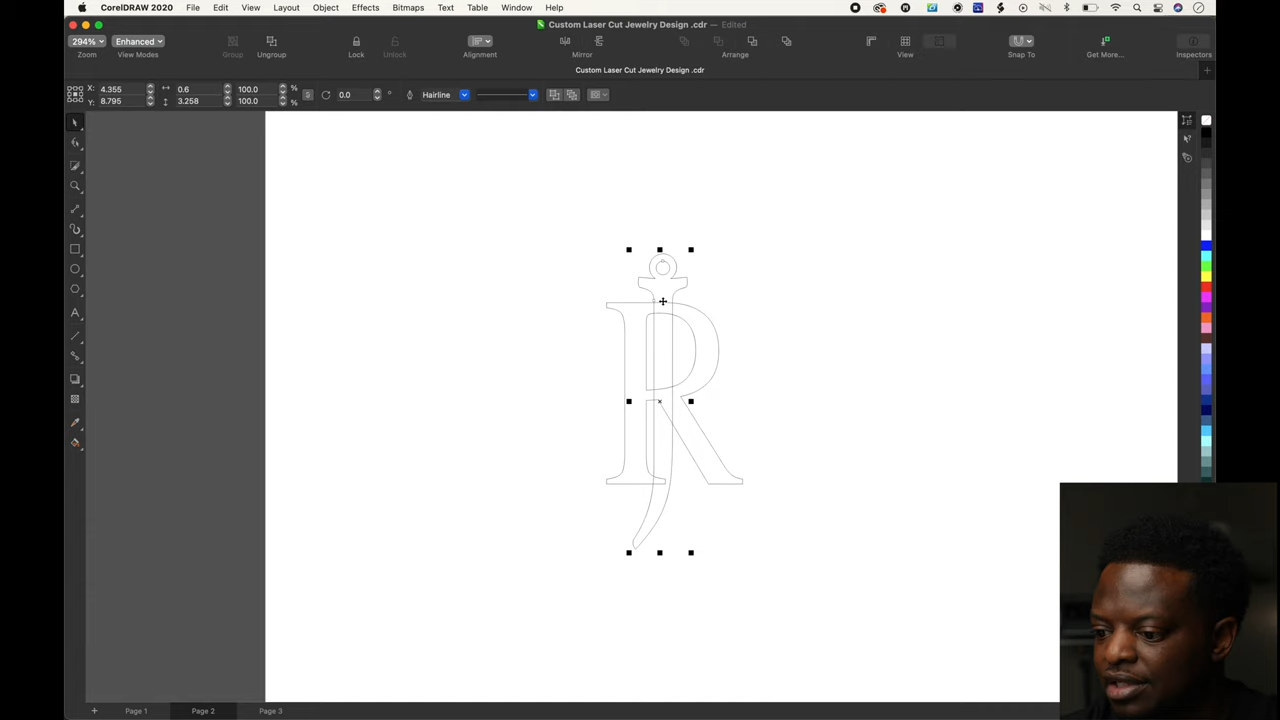 CorelDRAW 2020 File Edit View Layout Object Effects Bitmaps Text Table Window Help
Custom Laser Cut Jewelry Design .cdr — Edited
294% Enhanced
Zoom View Modes Group Ungroup Lock Unlock Alignment Mirror Arrange View Snap To Get More... Inspectors
Custom Laser Cut Jewelry Design .cdr
X: 4.355 0.6 100.0 % 0.0 ° Hairline
Y: 8.795 3.258 100.0 %
J
R
Page 1 Page 2 Page 3